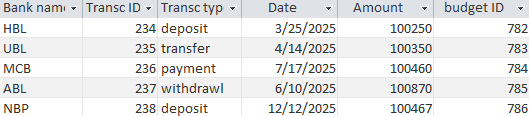 Bank name Transc ID Transc typ Date Amount budget ID
HBL 234 deposit 3/25/2025 100250 782
UBL 235 transfer 4/14/2025 100350 783
MCB 236 payment 7/17/2025 100460 784
ABL 237 withdrawl 6/10/2025 100870 785
NBP 238 deposit 12/12/2025 100467 786